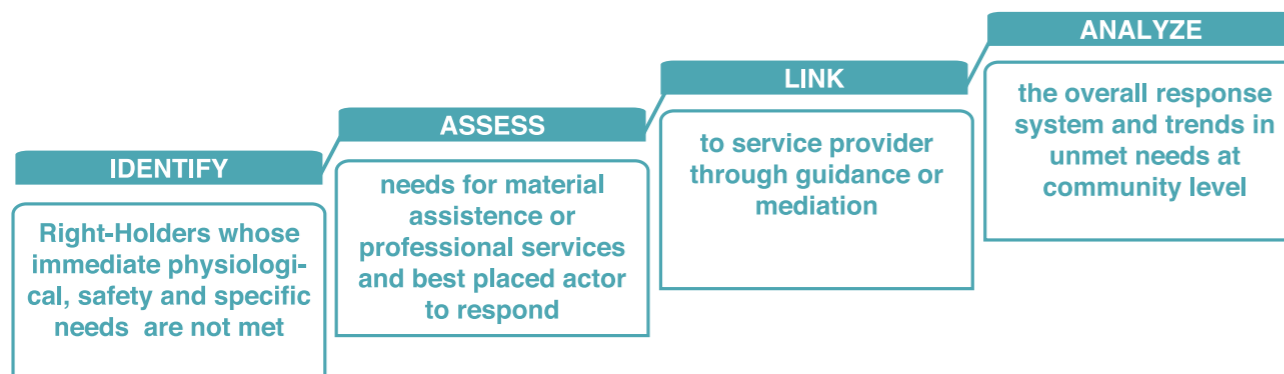 IDENTIFY
Right-Holders whose
immediate physiologi-
cal, safety and specific
needs  are not met
ASSESS
needs for material
assistence or
professional services
and best placed actor
to respond
LINK
to service provider
through guidance or
mediation
ANALYZE
the overall response
system and trends in
unmet needs at
community level